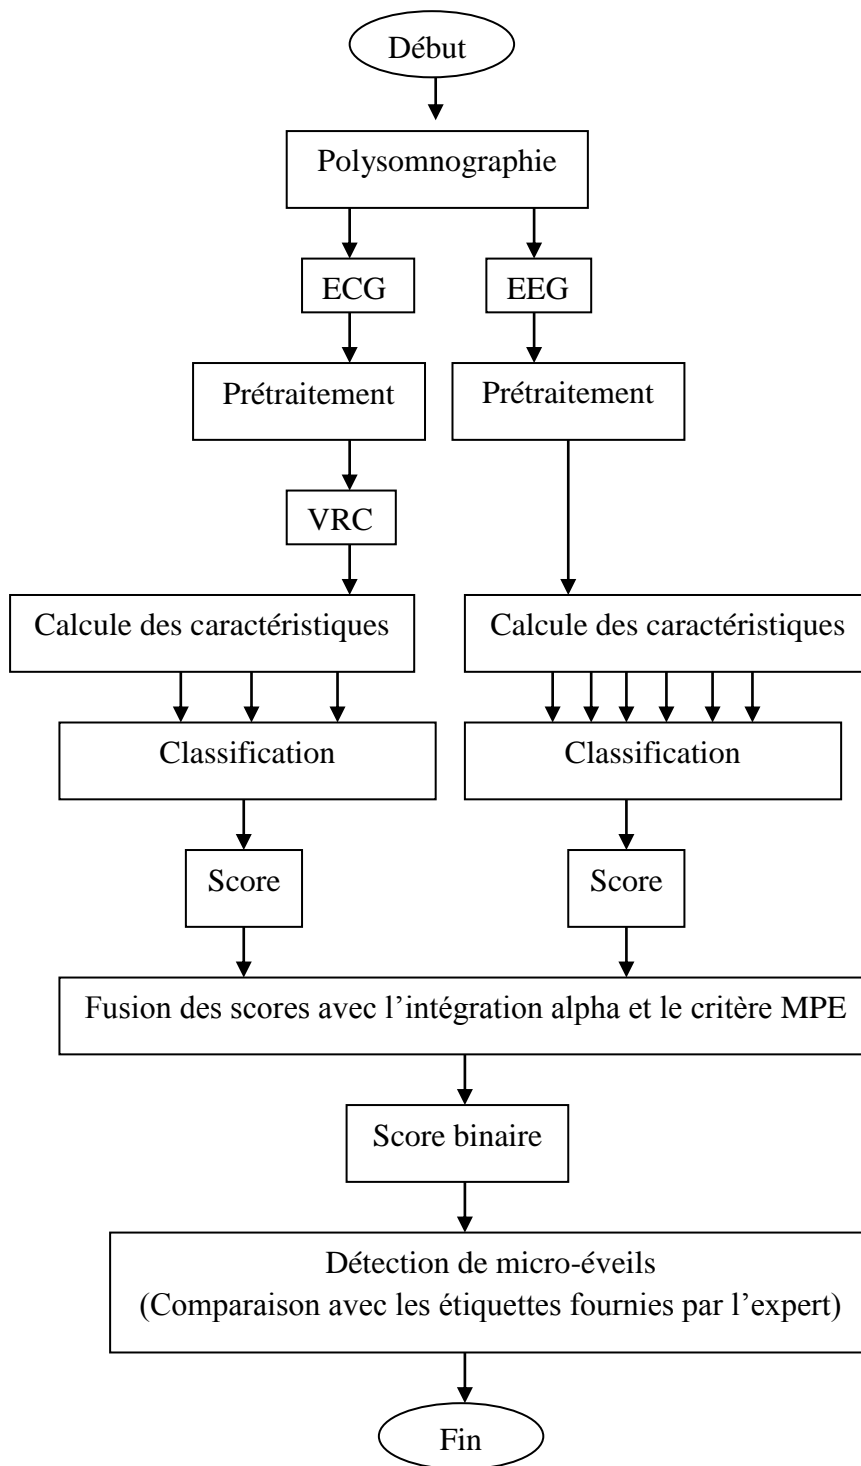 Début
Polysomnographie
ECG
EEG
Prétraitement
Prétraitement
VRC
Calcule des caractéristiques
Calcule des caractéristiques
Classification
Classification
Score
Score
Fusion des scores avec l’intégration alpha et le critère MPE
Score binaire
Détection de micro-éveils
(Comparaison avec les étiquettes fournies par l’expert)
Fin